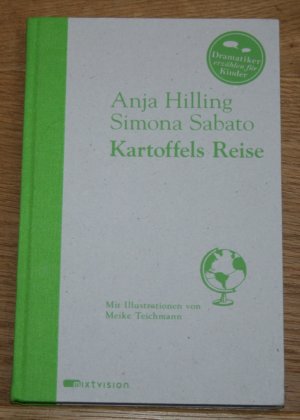 Dramatiker
erzählen für
Kinder
Anja Hilling
Simona Sabato
Kartoffels Reise
Mit Illustrationen von
Meike Teichmann
mixtvision